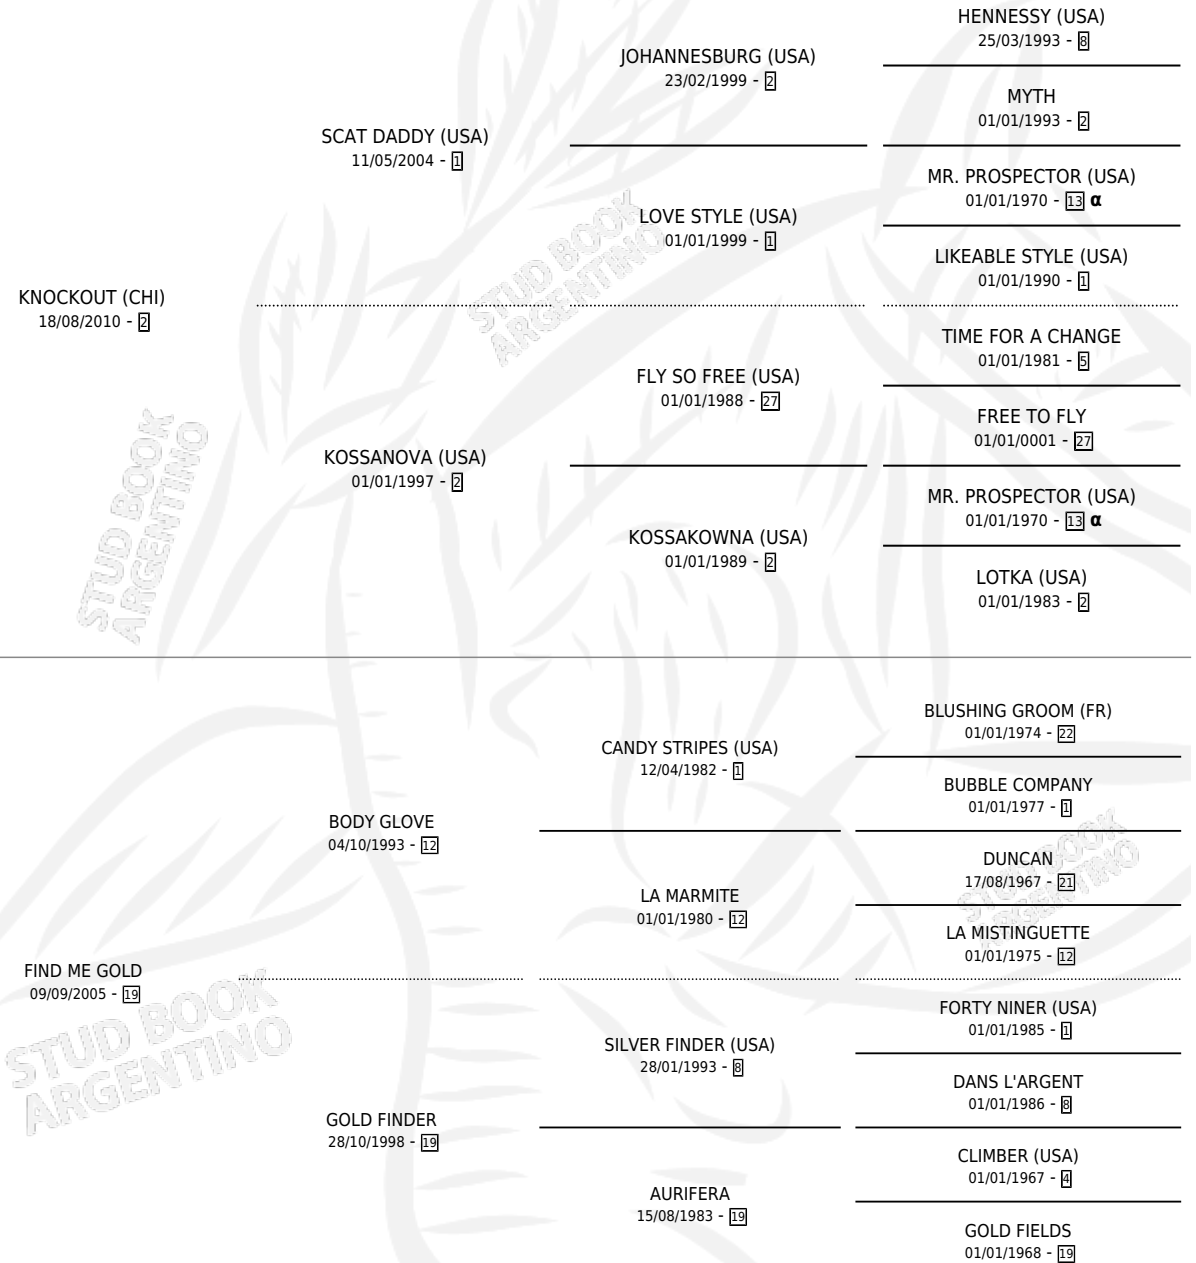 HENNESSY (USA)
25/03/1993 - 8
JOHANNESBURG (USA)
23/02/1999 - 2
MYTH
01/01/1993 - 2
SCAT DADDY (USA)
11/05/2004 - 1
MR. PROSPECTOR (USA)
01/01/1970 - 13 α
LOVE STYLE (USA)
01/01/1999 - 1
LIKEABLE STYLE (USA)
01/01/1990 - 1
KNOCKOUT (CHI)
18/08/2010 - 2
TIME FOR A CHANGE
01/01/1981 - 5
FLY SO FREE (USA)
01/01/1988 - 27
FREE TO FLY
01/01/0001 - 27
KOSSANOVA (USA)
01/01/1997 - 2
MR. PROSPECTOR (USA)
01/01/1970 - 13 α
KOSSAKOWNA (USA)
01/01/1989 - 2
LOTKA (USA)
01/01/1983 - 2
BLUSHING GROOM (FR)
01/01/1974 - 22
CANDY STRIPES (USA)
12/04/1982 - 1
BUBBLE COMPANY
01/01/1977 - 1
BODY GLOVE
04/10/1993 - 12
DUNCAN
17/08/1967 - 21
LA MARMITE
01/01/1980 - 12
LA MISTINGUETTE
01/01/1975 - 12
FIND ME GOLD
09/09/2005 - 19
FORTY NINER (USA)
01/01/1985 - 1
SILVER FINDER (USA)
28/01/1993 - 8
DANS L'ARGENT
01/01/1986 - 8
GOLD FINDER
28/10/1998 - 19
CLIMBER (USA)
01/01/1967 - 4
AURIFERA
15/08/1983 - 19
GOLD FIELDS
01/01/1968 - 19
STUD BOOK
ARGENTINO
STUD BOOK
ARGENTINO
STUD BOOK
ARGENTINO
STUD BOOK
ARGENTINO